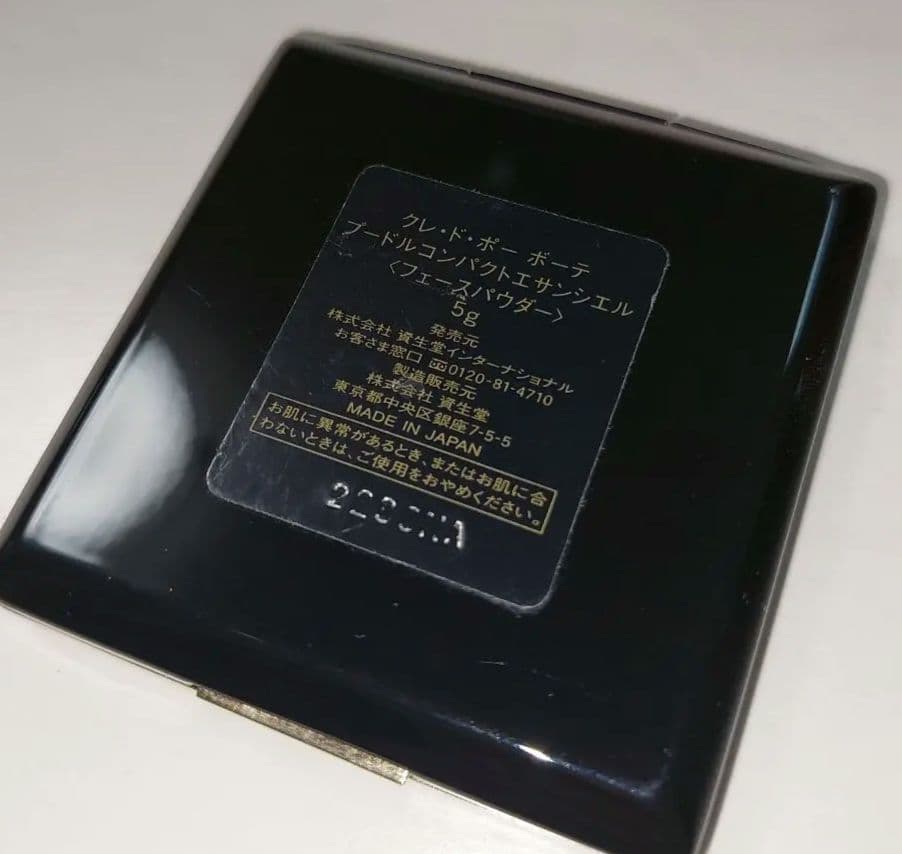 クレ・ド・ポー ボーテ
プードルコンパクトエサンシエル
〈フェースパウダー〉
5g
発売元
株式会社 資生堂インターナショナル
お客さま窓口 0120-81-4710
製造販売元
株式会社 資生堂
東京都中央区銀座7-5-5
MADE IN JAPAN
お肌に異常があるとき、またはお肌に合
わないときは、ご使用をおやめください。